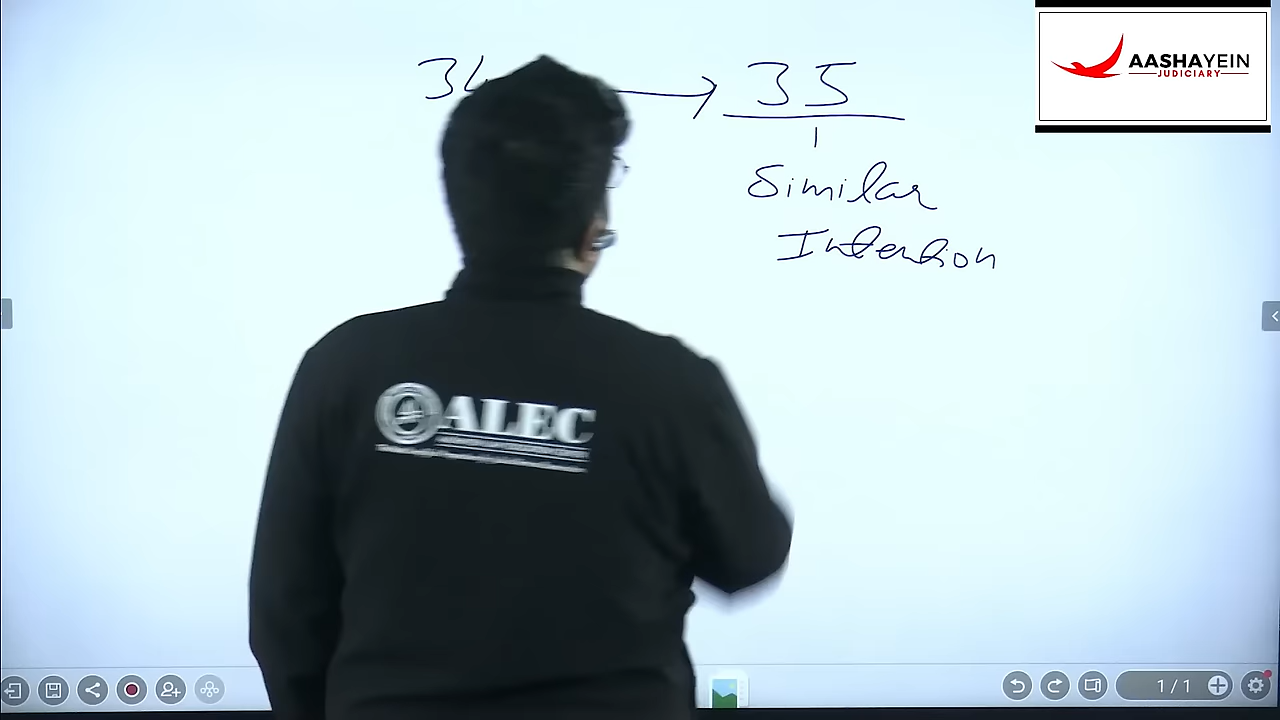 34 → 35
Similar
Intention
AASHAYEIN
JUDICIARY
ALEC
1/1